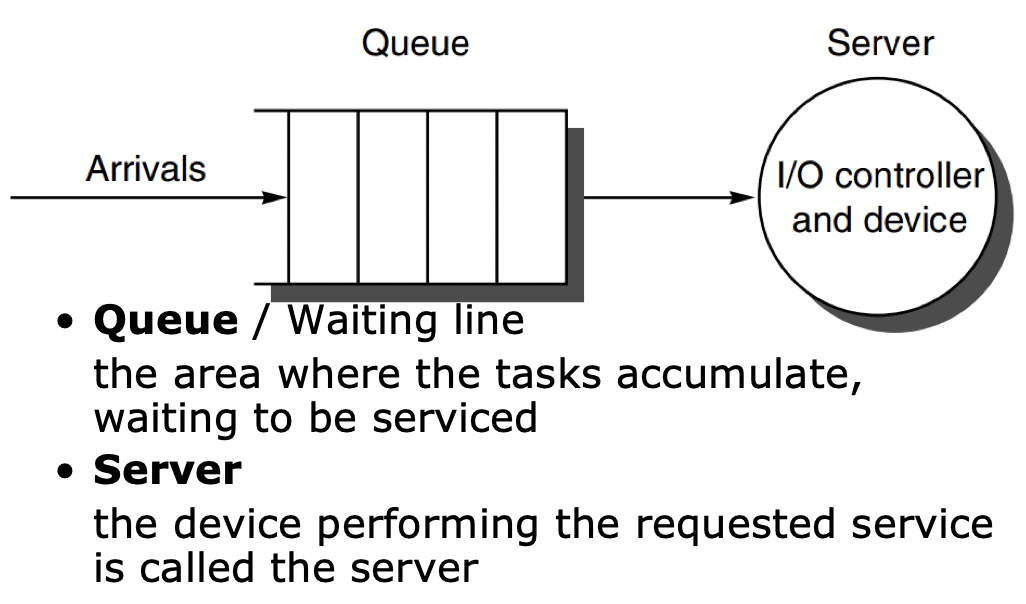 Queue
Server
Arrivals
I/O controller
and device
• Queue / Waiting line
the area where the tasks accumulate,
waiting to be serviced
• Server
the device performing the requested service
is called the server